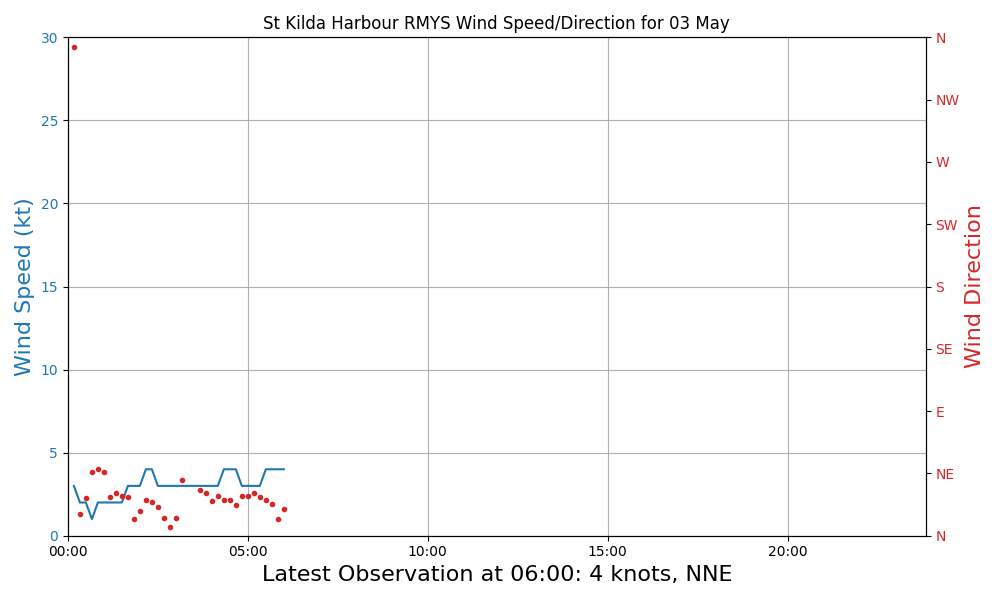 St Kilda Harbour RMYS Wind Speed/Direction for 03 May
30
25
20
15
10
5
0
Wind Speed (kt)
N
NW
W
SW
S
SE
E
NE
N
Wind Direction
00:00 05:00 10:00 15:00 20:00
Latest Observation at 06:00: 4 knots, NNE